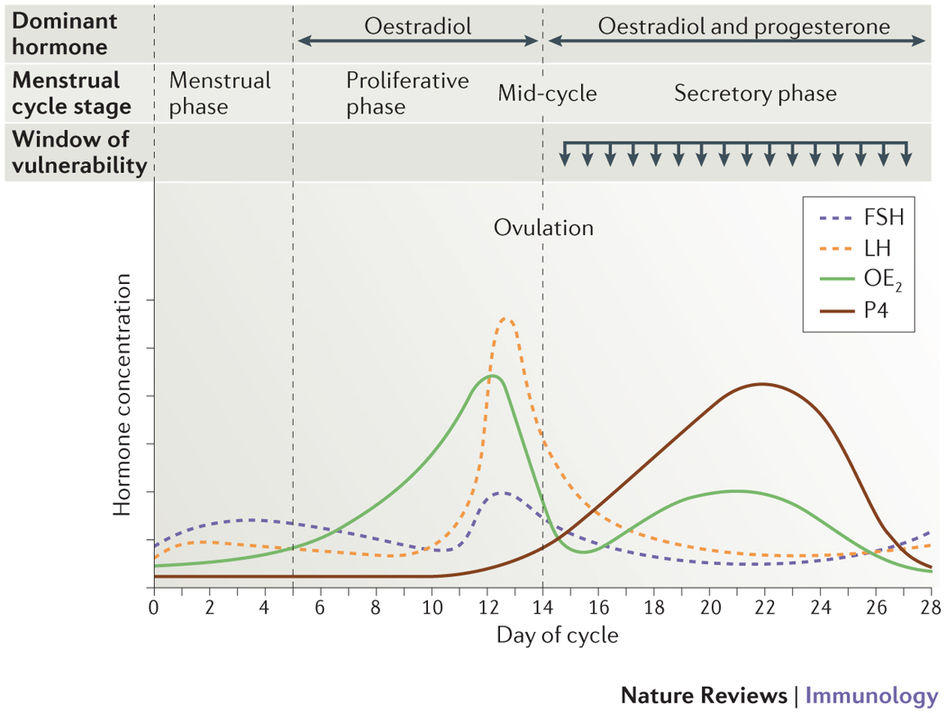 Dominant
hormone
Oestradiol
Oestradiol and progesterone
Menstrual
cycle stage
Menstrual
phase
Proliferative
phase
Mid-cycle
Secretory phase
Window of
vulnerability
Ovulation
FSH
LH
OE₂
P4
Hormone concentration
0 2 4 6 8 10 12 14 16 18 20 22 24 26 28
Day of cycle
Nature Reviews | Immunology